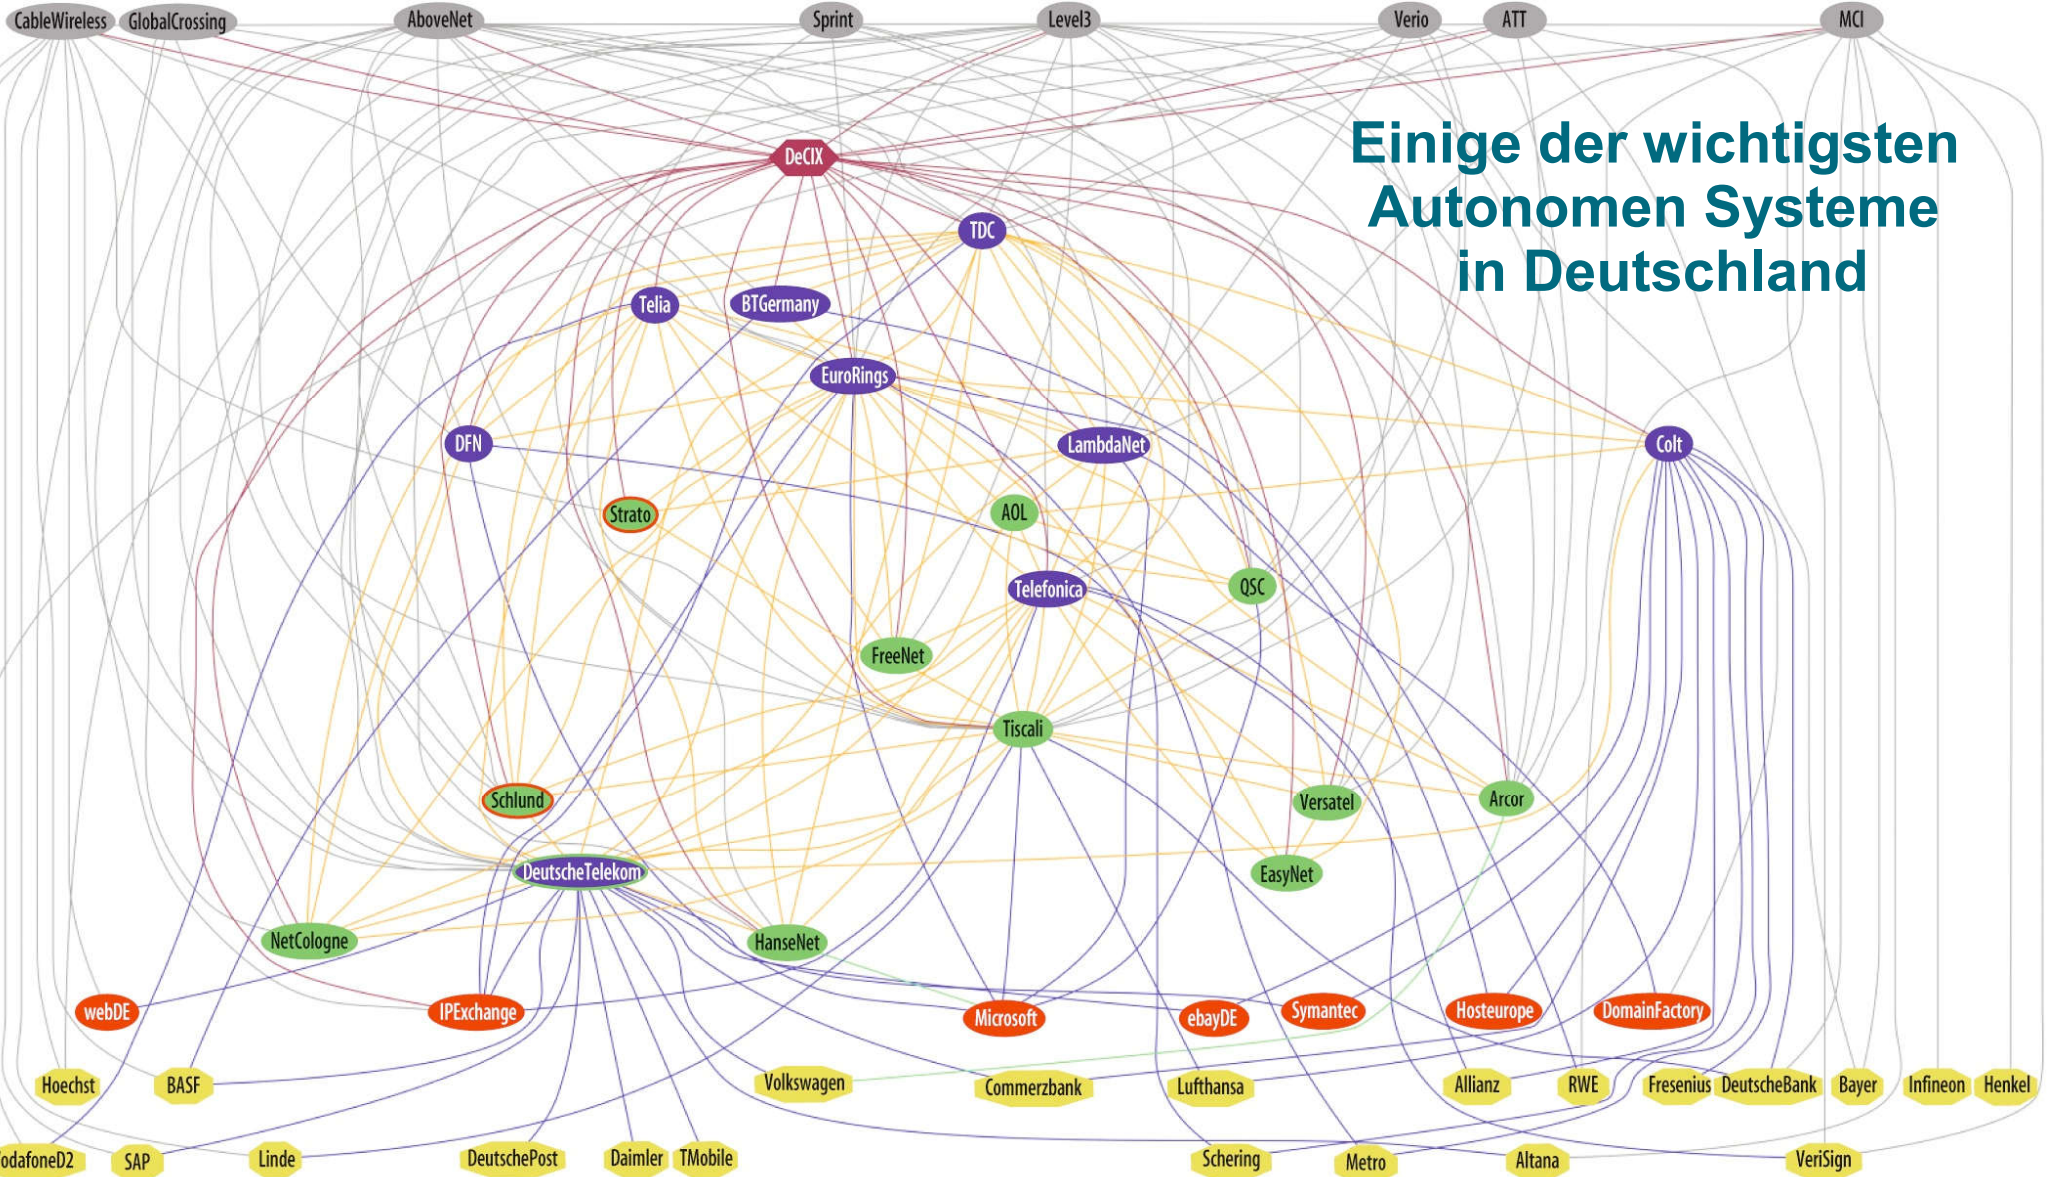 CableWireless GlobalCrossing AboveNet Sprint Level3 Verio ATT MCI
Einige der wichtigsten
Autonomen Systeme
in Deutschland
DeCIX
TDC
Telia BTGermany
EuroRings
DFN LambdaNet Colt
Strato AOL
Telefonica QSC
FreeNet
Tiscali
Schlund Versatel Arcor
DeutscheTelekom EasyNet
NetCologne HanseNet
webDE IPExchange Microsoft ebayDE Symantec Hosteurope DomainFactory
Hoechst BASF Volkswagen Commerzbank Lufthansa Allianz RWE Fresenius DeutscheBank Bayer Infineon Henkel
odafoneD2 SAP Linde DeutschePost Daimler TMobile Schering Metro Altana VeriSign